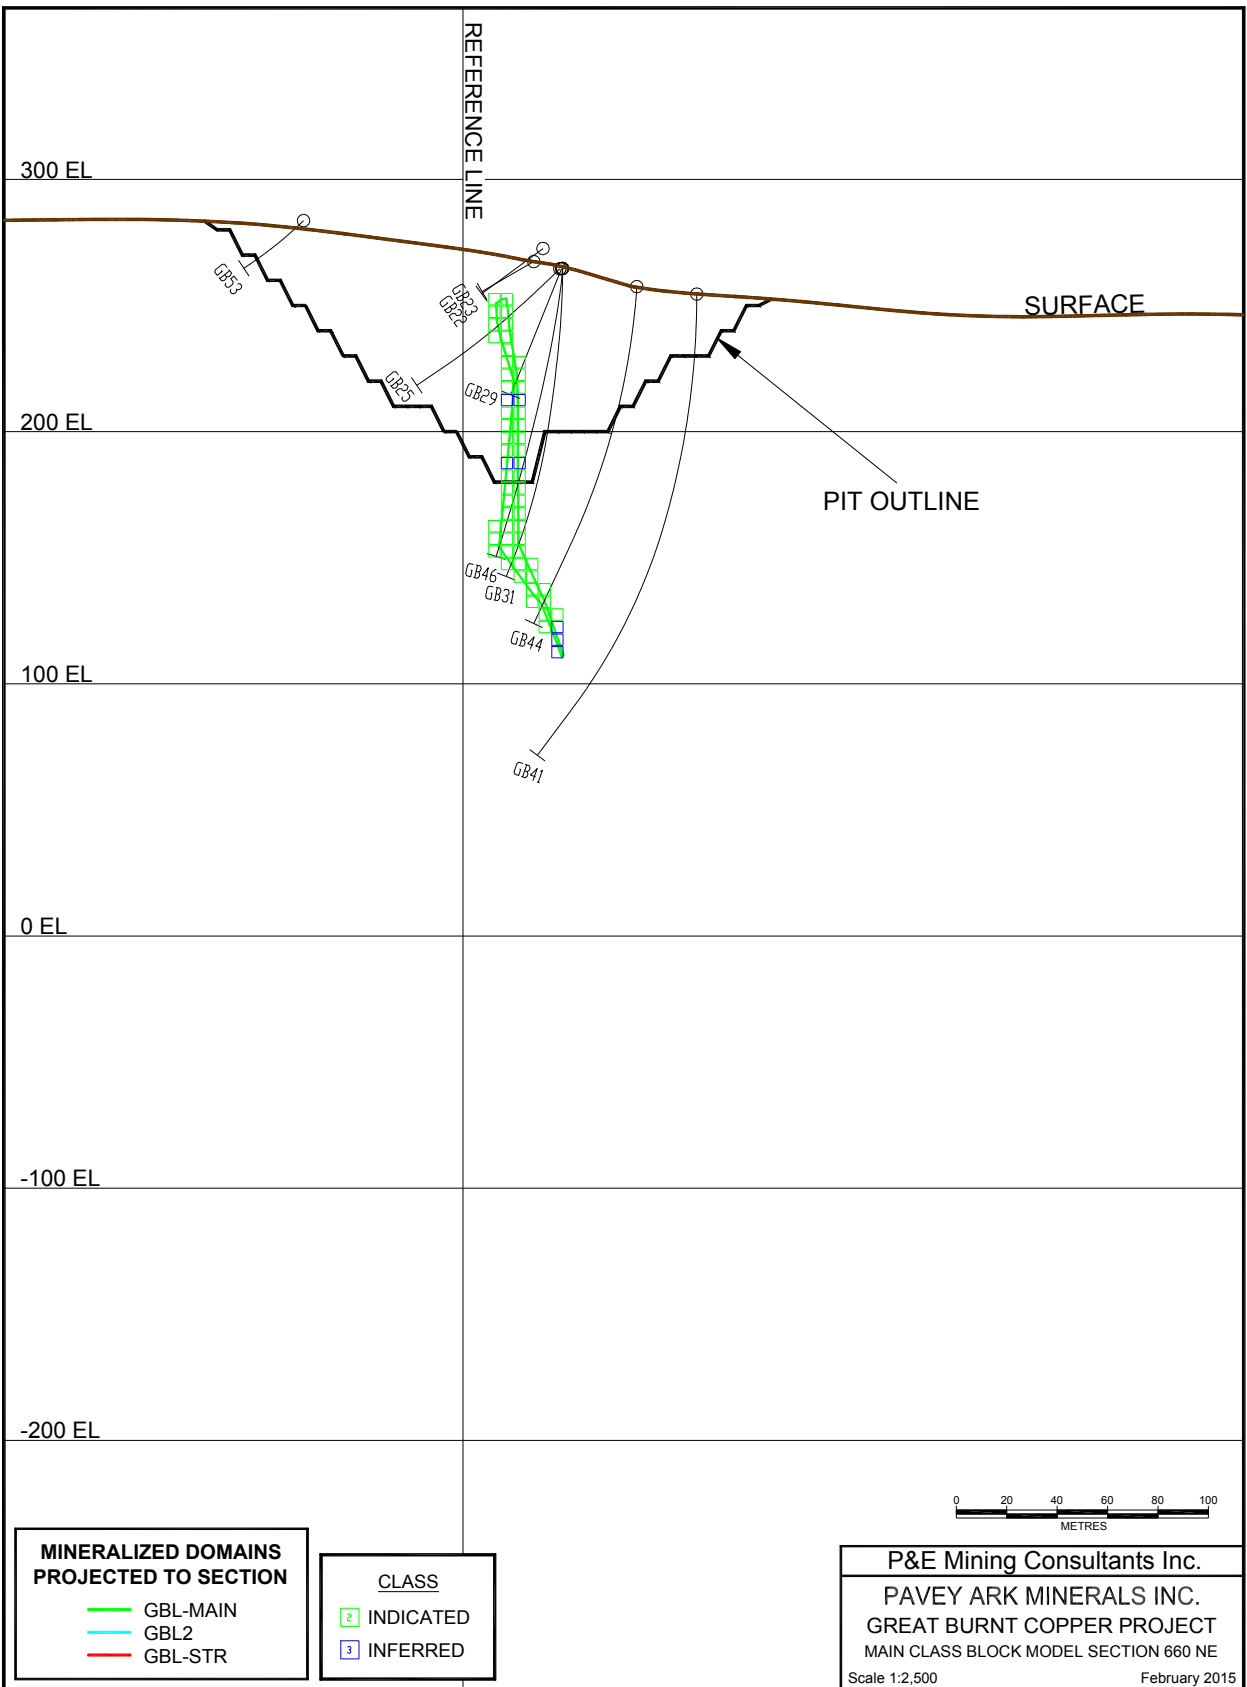 REFERENCE LINE
300 EL
GB53
GB23
GB22
SURFACE
GB25
GB29
200 EL
PIT OUTLINE
GB46
GB31
GB44
100 EL
GB41
0 EL
-100 EL
-200 EL
0 20 40 60 80 100
METRES
MINERALIZED DOMAINS
PROJECTED TO SECTION
GBL-MAIN
GBL2
GBL-STR
CLASS
2 INDICATED
3 INFERRED
P&E Mining Consultants Inc.
PAVEY ARK MINERALS INC.
GREAT BURNT COPPER PROJECT
MAIN CLASS BLOCK MODEL SECTION 660 NE
Scale 1:2,500 February 2015